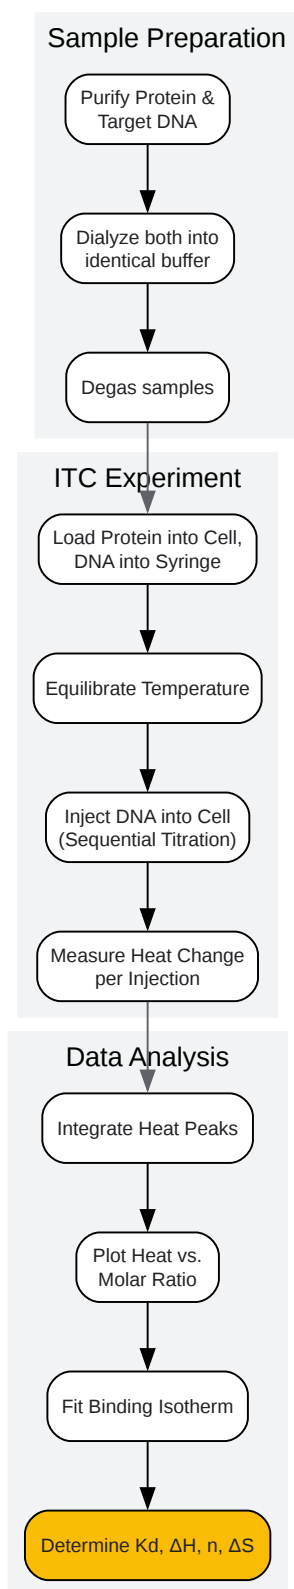 Sample Preparation
Purify Protein &
Target DNA
Dialyze both into
identical buffer
Degas samples
ITC Experiment
Load Protein into Cell,
DNA into Syringe
Equilibrate Temperature
Inject DNA into Cell
(Sequential Titration)
Measure Heat Change
per Injection
Data Analysis
Integrate Heat Peaks
Plot Heat vs.
Molar Ratio
Fit Binding Isotherm
Determine Kd, ΔH, n, ΔS